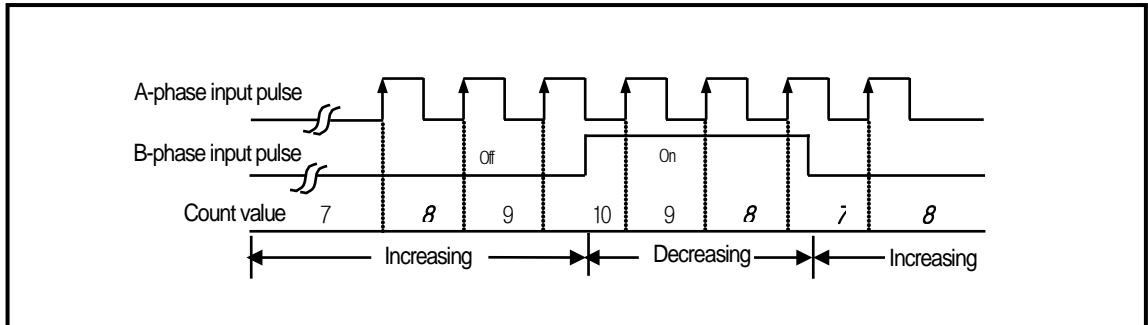 A-phase input pulse
B-phase input pulse
Off
On
Count value 7 8 9 10 9 8 7 8
Increasing
Decreasing
Increasing